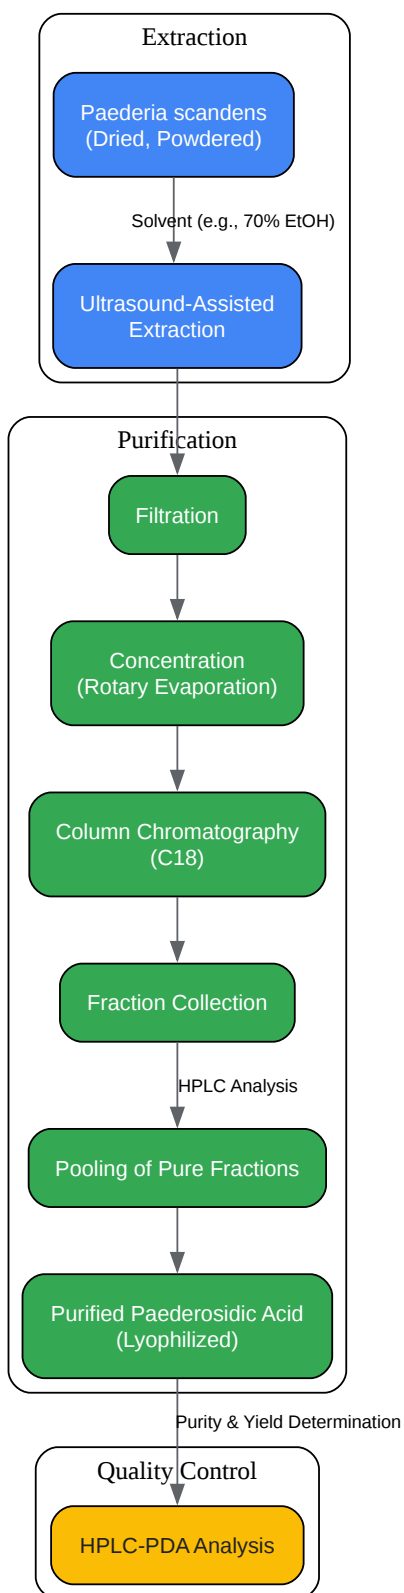 Extraction
Paederia scandens
(Dried, Powdered)
Solvent (e.g., 70% EtOH)
Ultrasound-Assisted
Extraction
Purification
Filtration
Concentration
(Rotary Evaporation)
Column Chromatography
(C18)
Fraction Collection
HPLC Analysis
Pooling of Pure Fractions
Purified Paederosidic Acid
(Lyophilized)
Purity & Yield Determination
Quality Control
HPLC-PDA Analysis